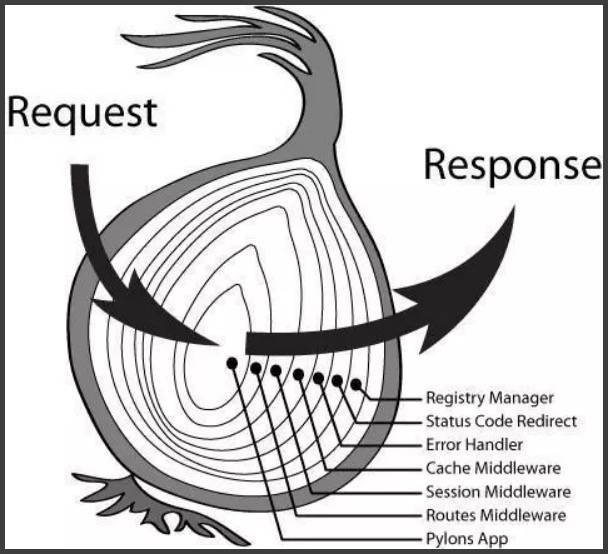 Request
Response
Registry Manager
Status Code Redirect
Error Handler
Cache Middleware
Session Middleware
Routes Middleware
Pylons App